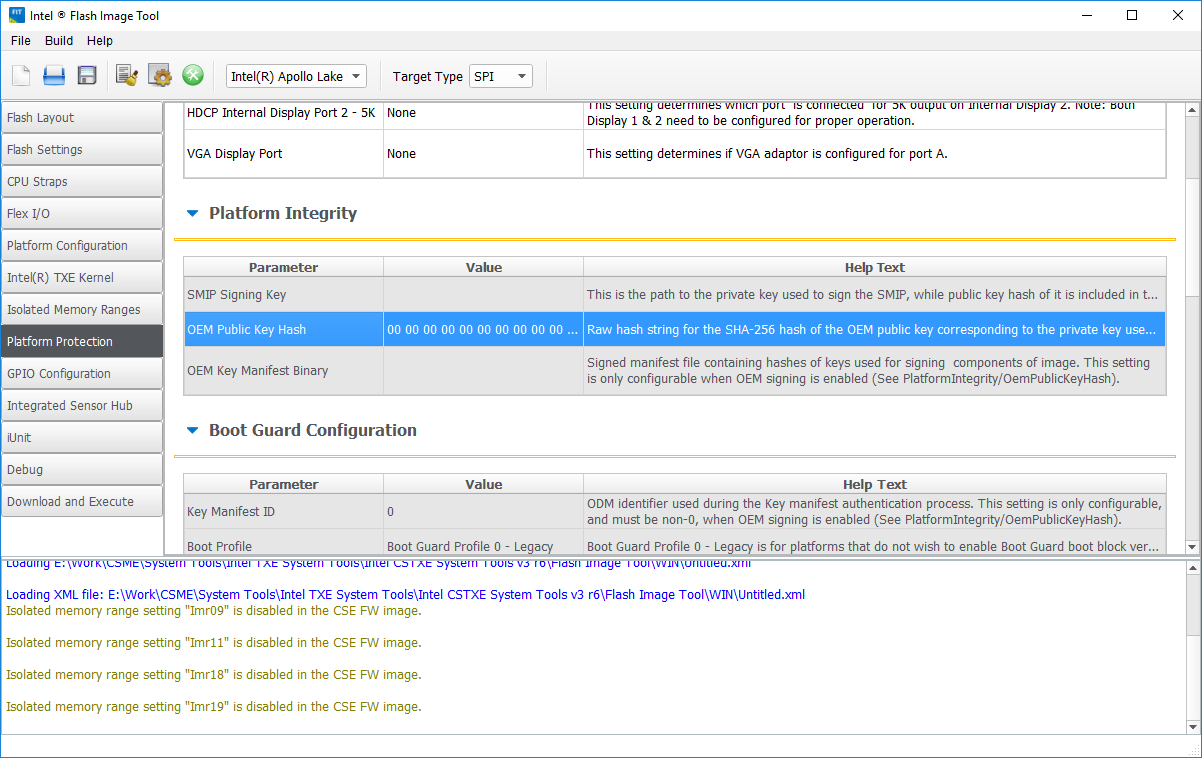 FIT
Intel ® Flash Image Tool
File Build Help
Intel(R) Apollo Lake
Target Type SPI
Flash Layout
Flash Settings
CPU Straps
Flex I/O
Platform Configuration
Intel(R) TXE Kernel
Isolated Memory Ranges
Platform Protection
GPIO Configuration
Integrated Sensor Hub
iUnit
Debug
Download and Execute
HDCP Internal Display Port 2 - 5K None This setting determines which port is connected for 5K output on Internal Display 2. Note: Both
Display 1 & 2 need to be configured for proper operation.
VGA Display Port None This setting determines if VGA adaptor is configured for port A.
Platform Integrity
Parameter Value Help Text
SMIP Signing Key This is the path to the private key used to sign the SMIP, while public key hash of it is included in t...
OEM Public Key Hash 00 00 00 00 00 00 00 00 00 00 ... Raw hash string for the SHA-256 hash of the OEM public key corresponding to the private key use...
OEM Key Manifest Binary Signed manifest file containing hashes of keys used for signing components of image. This setting
is only configurable when OEM signing is enabled (See PlatformIntegrity/OemPublicKeyHash).
Boot Guard Configuration
Parameter Value Help Text
Key Manifest ID 0 ODM identifier used during the Key manifest authentication process. This setting is only configurable,
and must be non-0, when OEM signing is enabled (See PlatformIntegrity/OemPublicKeyHash).
Boot Profile Boot Guard Profile 0 - Legacy Boot Guard Profile 0 - Legacy is for platforms that do not wish to enable Boot Guard boot block ver...
Loading E:\Work\CSME\System Tools\Intel TXE System Tools\Intel CSTXE System Tools v3 r6\Flash Image Tool\WIN\Untitled.xml
Loading XML file: E:\Work\CSME\System Tools\Intel TXE System Tools\Intel CSTXE System Tools v3 r6\Flash Image Tool\WIN\Untitled.xml
Isolated memory range setting "Imr09" is disabled in the CSE FW image.
Isolated memory range setting "Imr11" is disabled in the CSE FW image.
Isolated memory range setting "Imr18" is disabled in the CSE FW image.
Isolated memory range setting "Imr19" is disabled in the CSE FW image.